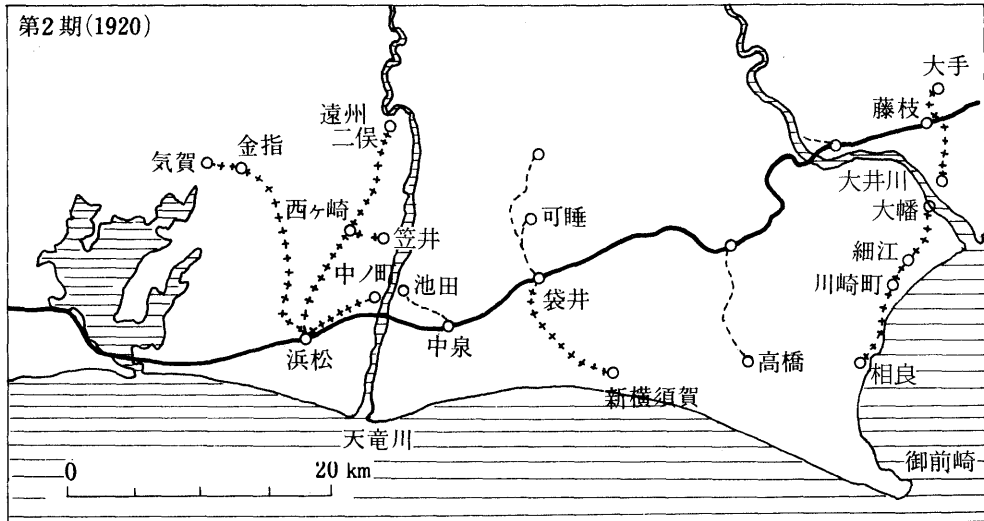 第2期(1920)
大手
藤枝
遠州
二俣
金指
気賀
大井川
大幡
西ヶ崎
可睡
笠井
細江
中ノ町
池田
川崎町
袋井
中泉
浜松
高橋
相良
新横須賀
天竜川
御前崎
0 20 km